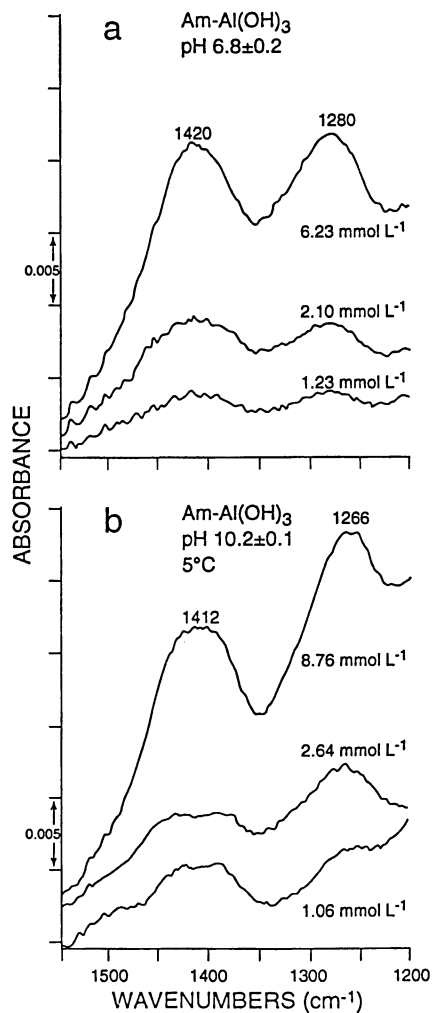 a
Am-Al(OH)3
pH 6.8±0.2
1420
1280
6.23 mmol L-1
0.005
2.10 mmol L-1
1.23 mmol L-1
ABSORBANCE
b
Am-Al(OH)3
pH 10.2±0.1
5°C
1266
1412
8.76 mmol L-1
2.64 mmol L-1
0.005
1.06 mmol L-1
1500 1400 1300 1200
WAVENUMBERS (cm-1)